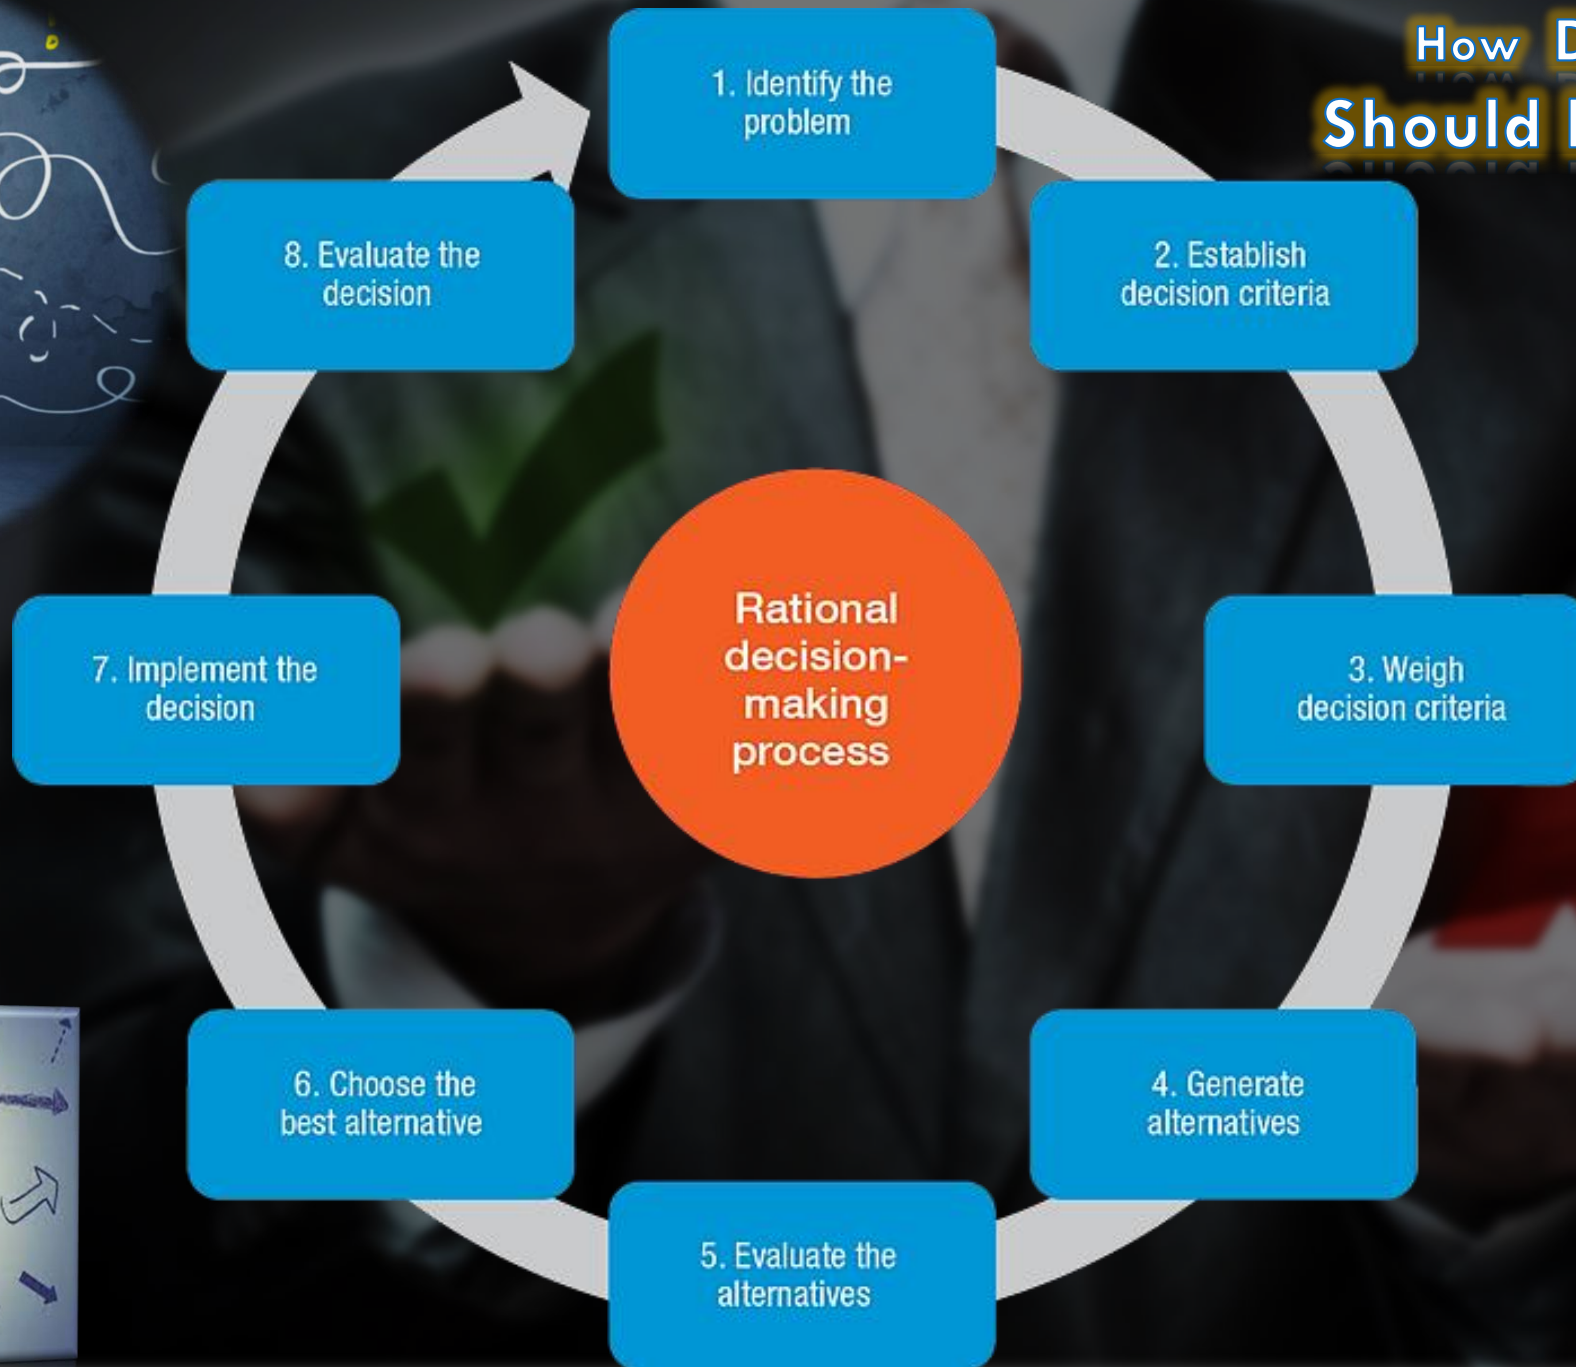 How
Should
1. Identify the
problem
2. Establish
decision criteria
3. Weigh
decision criteria
4. Generate
alternatives
5. Evaluate the
alternatives
6. Choose the
best alternative
7. Implement the
decision
8. Evaluate the
decision
Rational
decision-
making
process